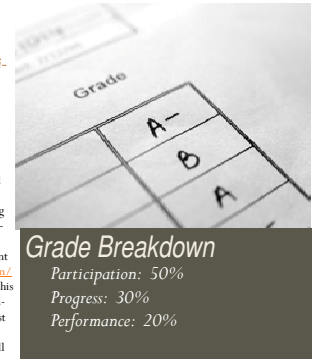 Grade
A-
B
A
Grade Breakdown
Participation: 50%
Progress: 30%
Performance: 20%